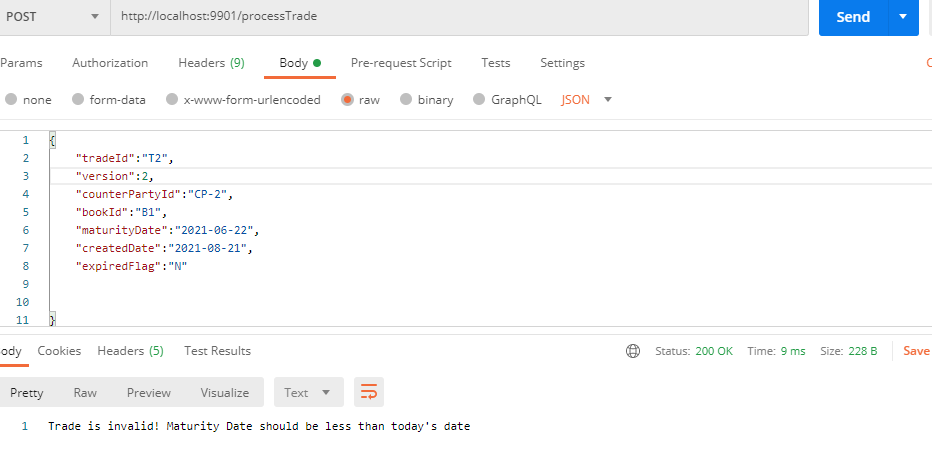 POST http://localhost:9901/processTrade Send
Params Authorization Headers (9) Body Pre-request Script Tests Settings
none form-data x-www-form-urlencoded raw binary GraphQL JSON
1 {
2 "tradeId":"T2",
3 "version":2,
4 "counterPartyId":"CP-2",
5 "bookId":"B1",
6 "maturityDate":"2021-06-22",
7 "createdDate":"2021-08-21",
8 "expiredFlag":"N"
9
10
11 }
ody Cookies Headers (5) Test Results Status: 200 OK Time: 9 ms Size: 228 B Save
Pretty Raw Preview Visualize Text
1 Trade is invalid! Maturity Date should be less than today's date